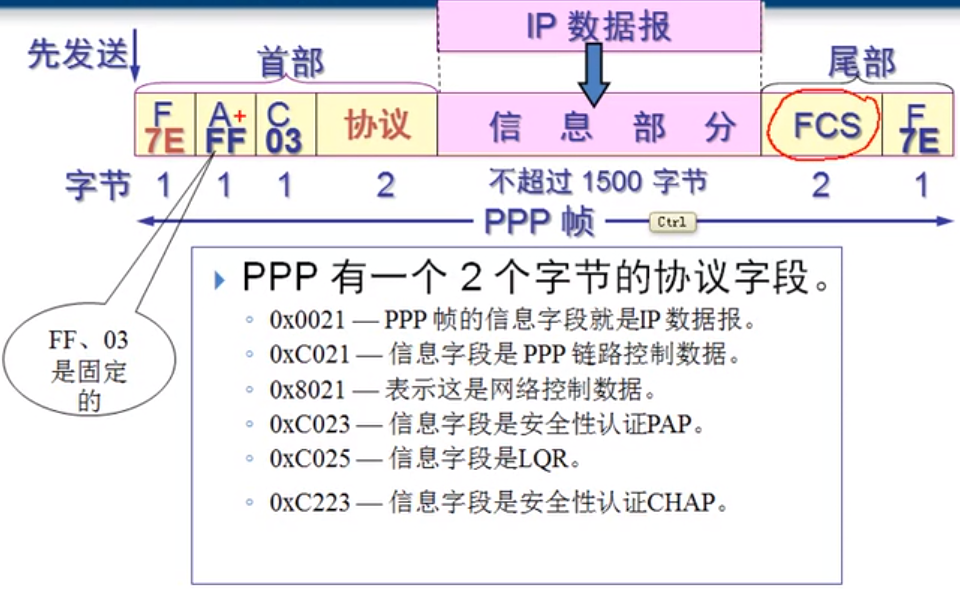 IP 数据报
先发送
首部
尾部
F A+ C 协议 信 息 部 分 FCS F
7E FF 03 7E
字节 1 1 1 2 不超过 1500 字节 2 1
PPP 帧
Ctrl
PPP 有一个 2 个字节的协议字段。
0x0021 — PPP 帧的信息字段就是IP 数据报。
0xC021 — 信息字段是 PPP 链路控制数据。
0x8021 — 表示这是网络控制数据。
0xC023 — 信息字段是安全性认证PAP。
0xC025 — 信息字段是LQR。
0xC223 — 信息字段是安全性认证CHAP。
FF、03
是固定
的